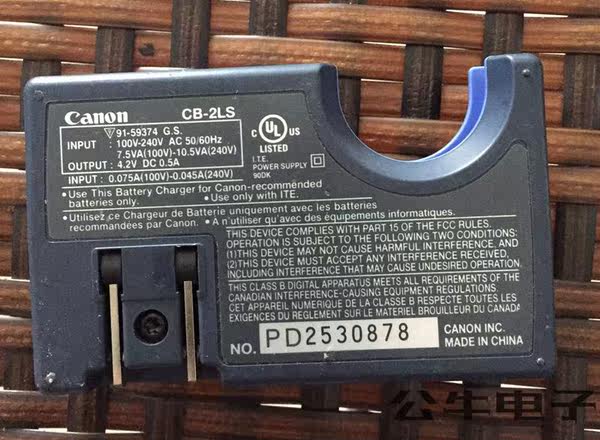 Canon CB-2LS
91-59374 G.S.
INPUT : 100V-240V AC 50/60Hz
7.5VA(100V)-10.5VA(240V)
OUTPUT : 4.2V DC 0.5A
INPUT : 0.075A(100V)-0.045A(240V)
C UL US
LISTED
I.T.E.
POWER SUPPLY
90DK
•Use This Battery Charger for Canon-recommended
batteries only. •Use only with ITE.
•Utilisez ce Chargeur de Batterie uniquement avec les batteries
recommandées par Canon. •A n'utiliser qu'avec des équipements informatiques.
THIS DEVICE COMPLIES WITH PART 15 OF THE FCC RULES.
OPERATION IS SUBJECT TO THE FOLLOWING TWO CONDITIONS:
(1)THIS DEVICE MAY NOT CAUSE HARMFUL INTERFERENCE, AND
(2)THIS DEVICE MUST ACCEPT ANY INTERFERENCE RECEIVED,
INCLUDING INTERFERENCE THAT MAY CAUSE UNDESIRED OPERATION.
THIS CLASS B DIGITAL APPARATUS MEETS ALL REQUIREMENTS OF THE
CANADIAN INTERFERENCE-CAUSING EQUIPMENT REGULATIONS.
CET APPAREIL NUMERIQUE DE LA CLASSE B RESPECTE TOUTES LES
EXIGENCES DU REGLEMENT SUR LE MATERIEL BROUILLEUR DU CANADA
NO. PD2530878
CANON INC.
MADE IN CHINA
公牛电子